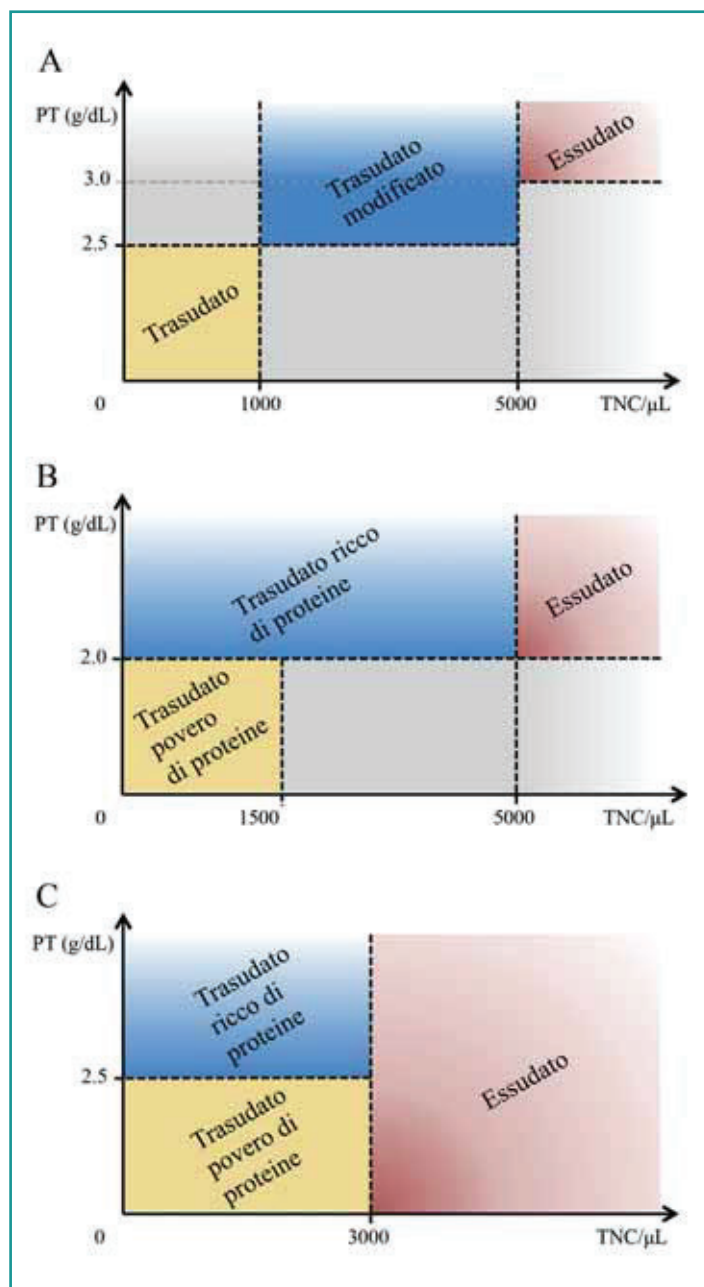 A
PT (g/dL)
3.0
2.5
Trasudato
Trasudato
modificato
Essudato
0
1000
5000
TNC/μL
B
PT (g/dL)
2.0
Trasudato ricco
di proteine
Trasudato
povero
di proteine
Essudato
0
1500
5000
TNC/μL
C
PT (g/dL)
2.5
Trasudato
ricco di
proteine
Trasudato
povero di
proteine
Essudato
0
3000
TNC/μL